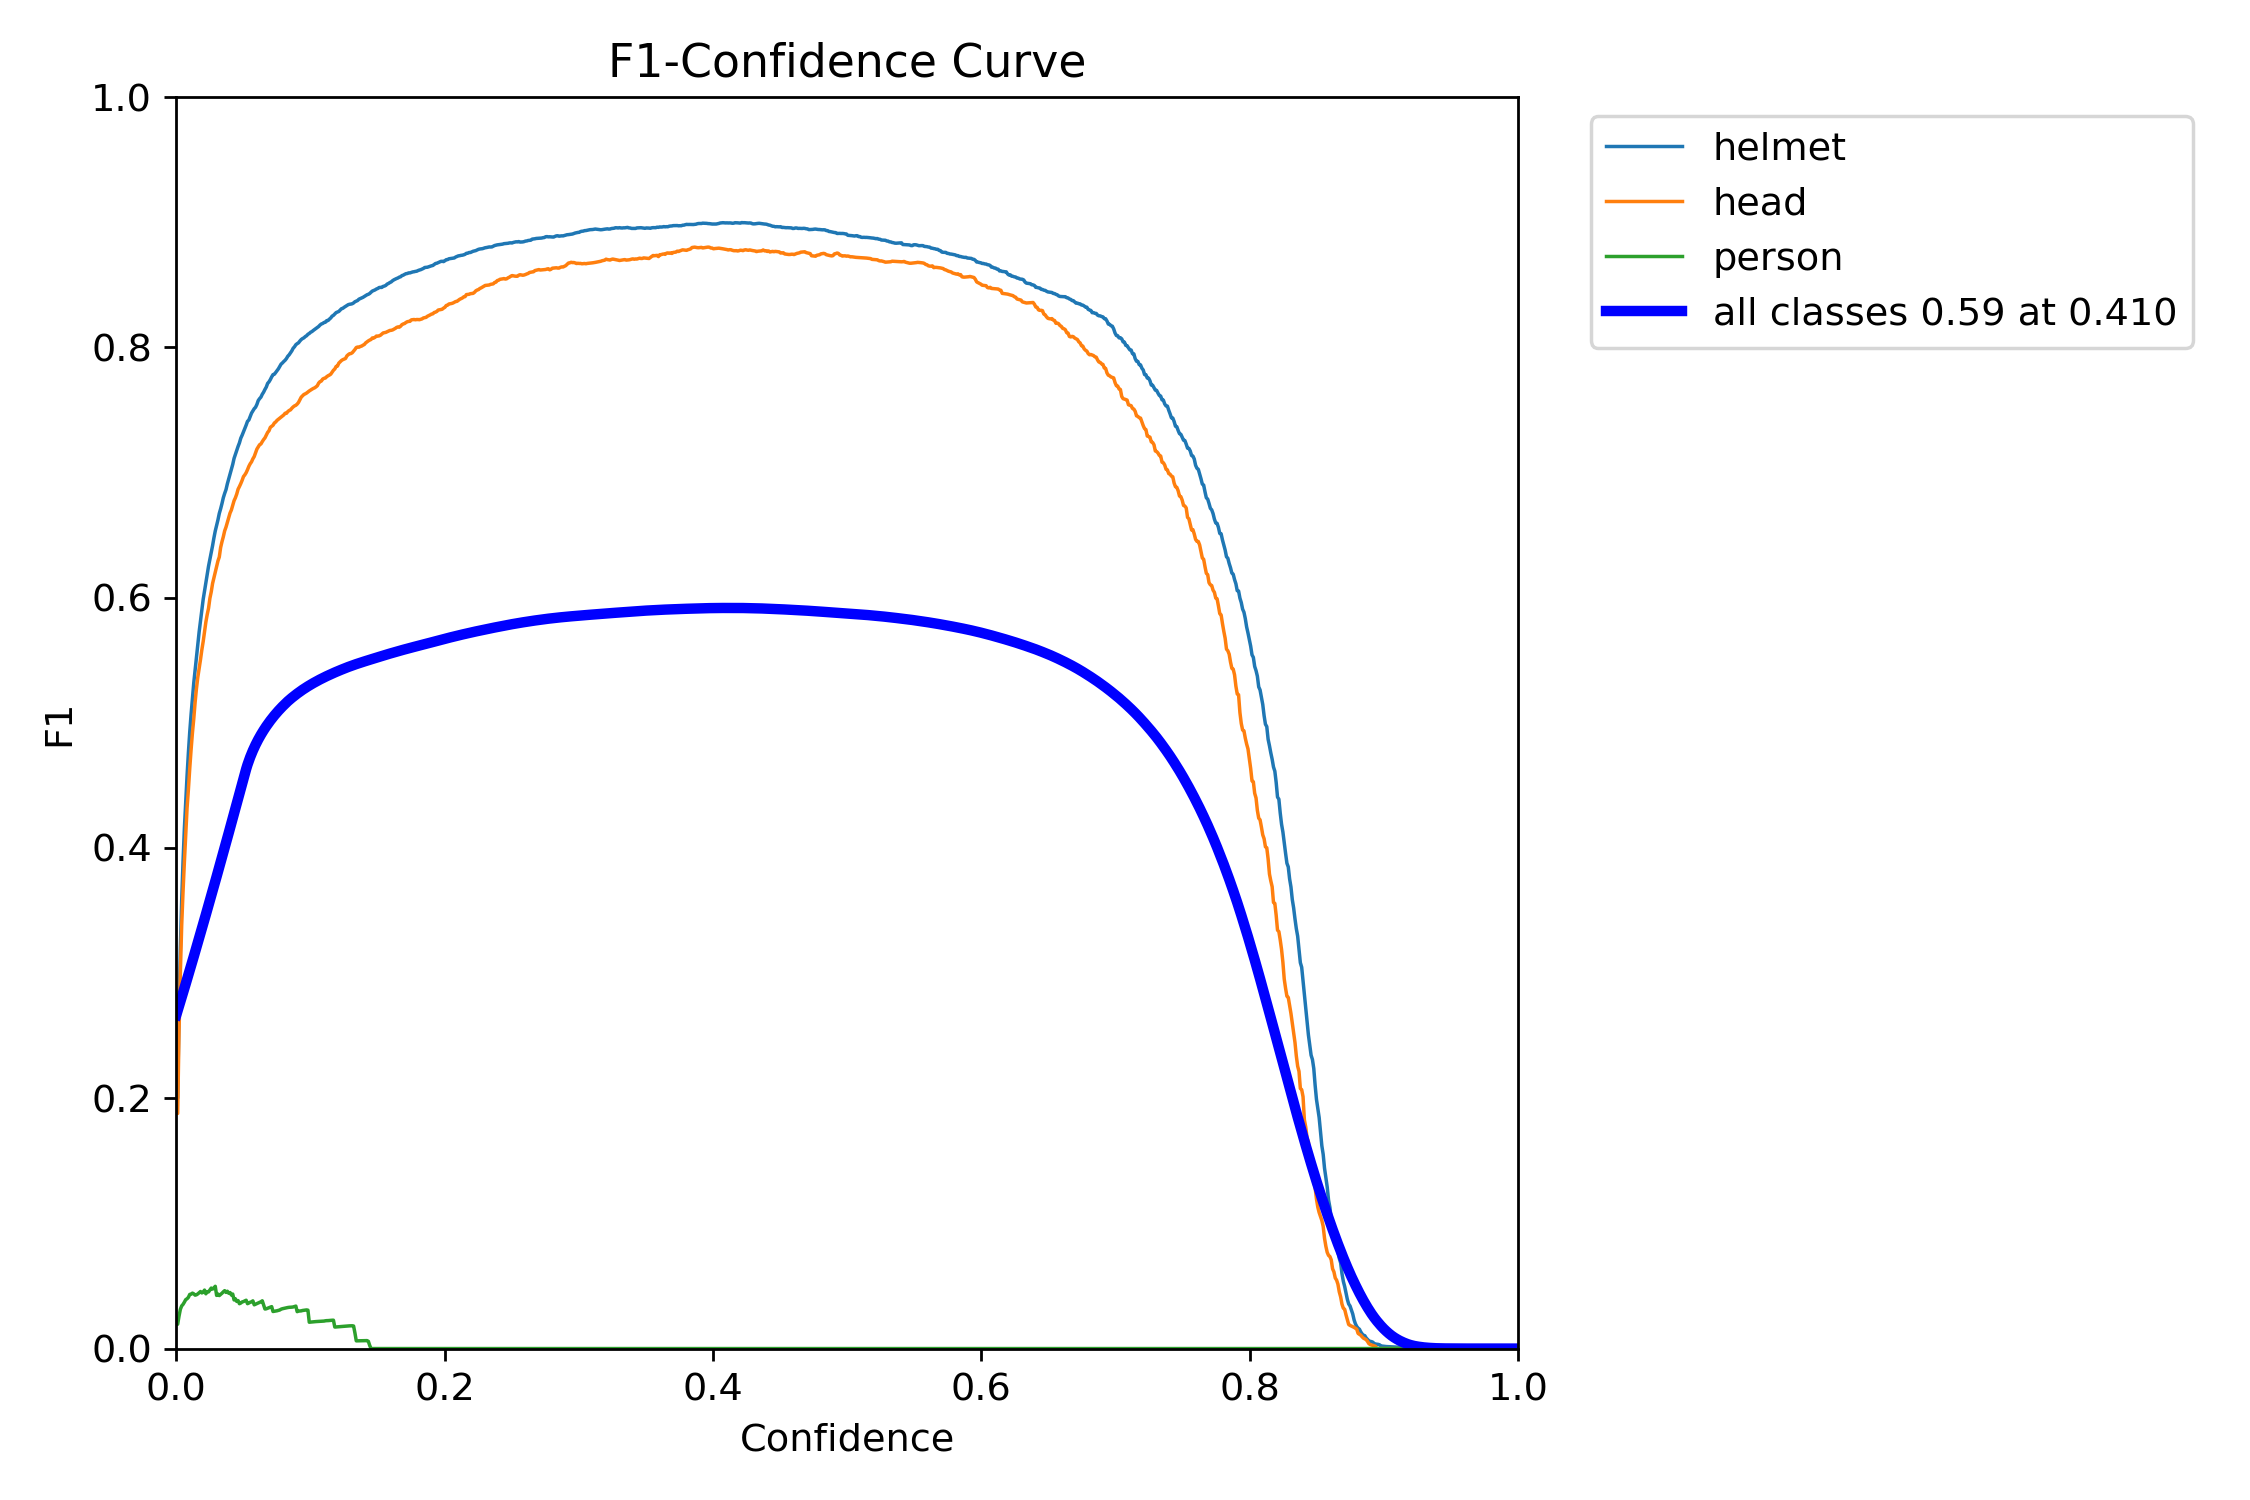 F1-Confidence Curve
1.0
0.8
0.6
0.4
0.2
0.0
F1
0.0 0.2 0.4 0.6 0.8 1.0
Confidence
helmet
head
person
all classes 0.59 at 0.410